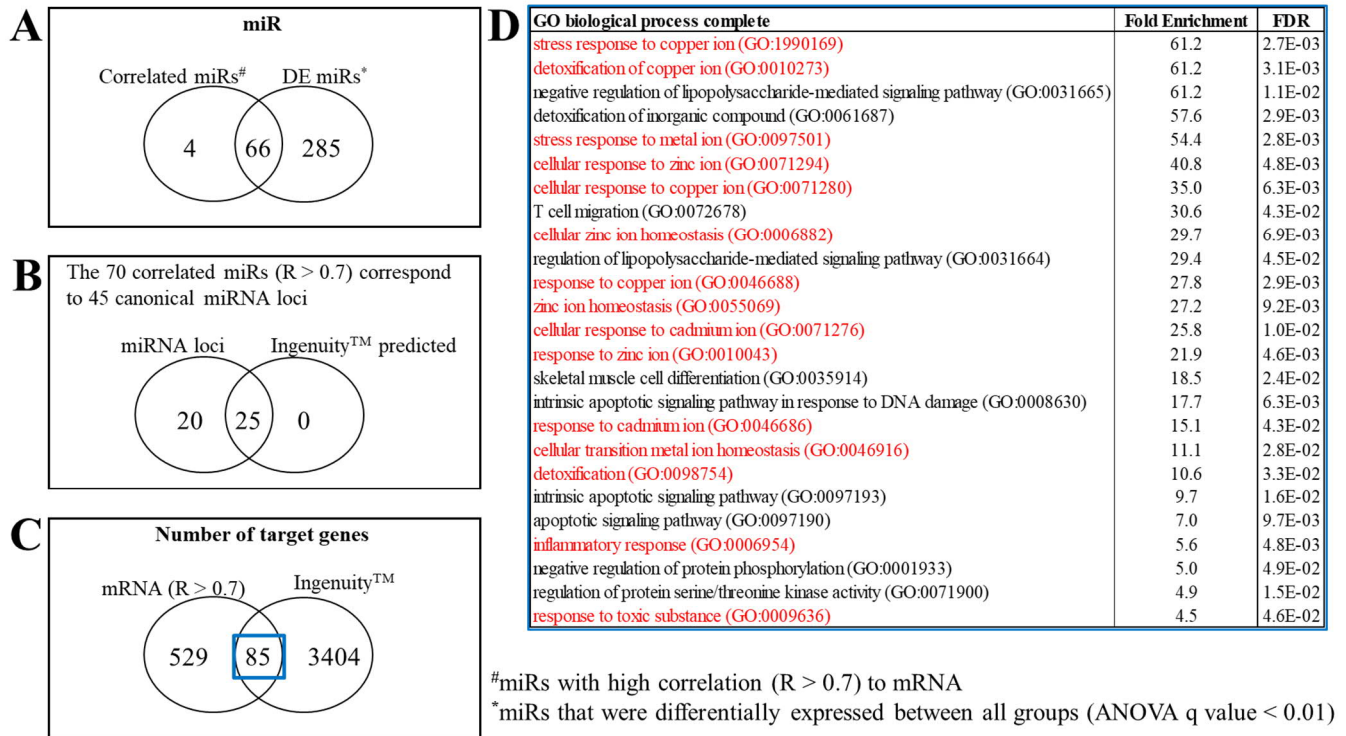 A
miR
Correlated miRs# DE miRs*
4 66 285
B
The 70 correlated miRs (R > 0.7) correspond
to 45 canonical miRNA loci
miRNA loci Ingenuity™ predicted
20 25 0
C
Number of target genes
mRNA (R > 0.7) Ingenuity™
529 85 3404
D
GO biological process complete Fold Enrichment FDR
stress response to copper ion (GO:1990169) 61.2 2.7E-03
detoxification of copper ion (GO:0010273) 61.2 3.1E-03
negative regulation of lipopolysaccharide-mediated signaling pathway (GO:0031665) 61.2 1.1E-02
detoxification of inorganic compound (GO:0061687) 57.6 2.9E-03
stress response to metal ion (GO:0097501) 54.4 2.8E-03
cellular response to zinc ion (GO:0071294) 40.8 4.8E-03
cellular response to copper ion (GO:0071280) 35.0 6.3E-03
T cell migration (GO:0072678) 30.6 4.3E-02
cellular zinc ion homeostasis (GO:0006882) 29.7 6.9E-03
regulation of lipopolysaccharide-mediated signaling pathway (GO:0031664) 29.4 4.5E-02
response to copper ion (GO:0046688) 27.8 2.9E-03
zinc ion homeostasis (GO:0055069) 27.2 9.2E-03
cellular response to cadmium ion (GO:0071276) 25.8 1.0E-02
response to zinc ion (GO:0010043) 21.9 4.6E-03
skeletal muscle cell differentiation (GO:0035914) 18.5 2.4E-02
intrinsic apoptotic signaling pathway in response to DNA damage (GO:0008630) 17.7 6.3E-03
response to cadmium ion (GO:0046686) 15.1 4.3E-02
cellular transition metal ion homeostasis (GO:0046916) 11.1 2.8E-02
detoxification (GO:0098754) 10.6 3.3E-02
intrinsic apoptotic signaling pathway (GO:0097193) 9.7 1.6E-02
apoptotic signaling pathway (GO:0097190) 7.0 9.7E-03
inflammatory response (GO:0006954) 5.6 4.8E-03
negative regulation of protein phosphorylation (GO:0001933) 5.0 4.9E-02
regulation of protein serine/threonine kinase activity (GO:0071900) 4.9 1.5E-02
response to toxic substance (GO:0009636) 4.5 4.6E-02
#miRs with high correlation (R > 0.7) to mRNA
*miRs that were differentially expressed between all groups (ANOVA q value < 0.01)